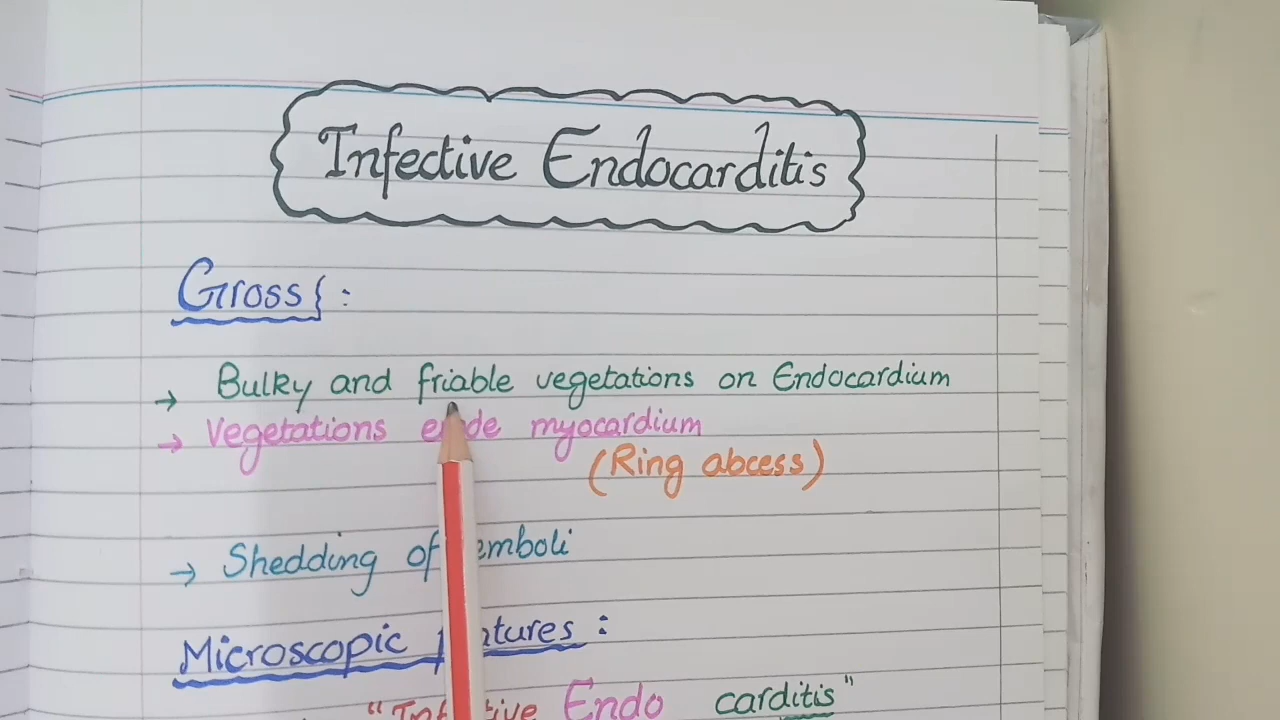 Infective Endocarditis
Gross :
→ Bulky and friable vegetations on Endocardium
→ Vegetations myocardium
(Ring abcess)
→ Shedding of emboli
Microscopic :
Endo carditis"